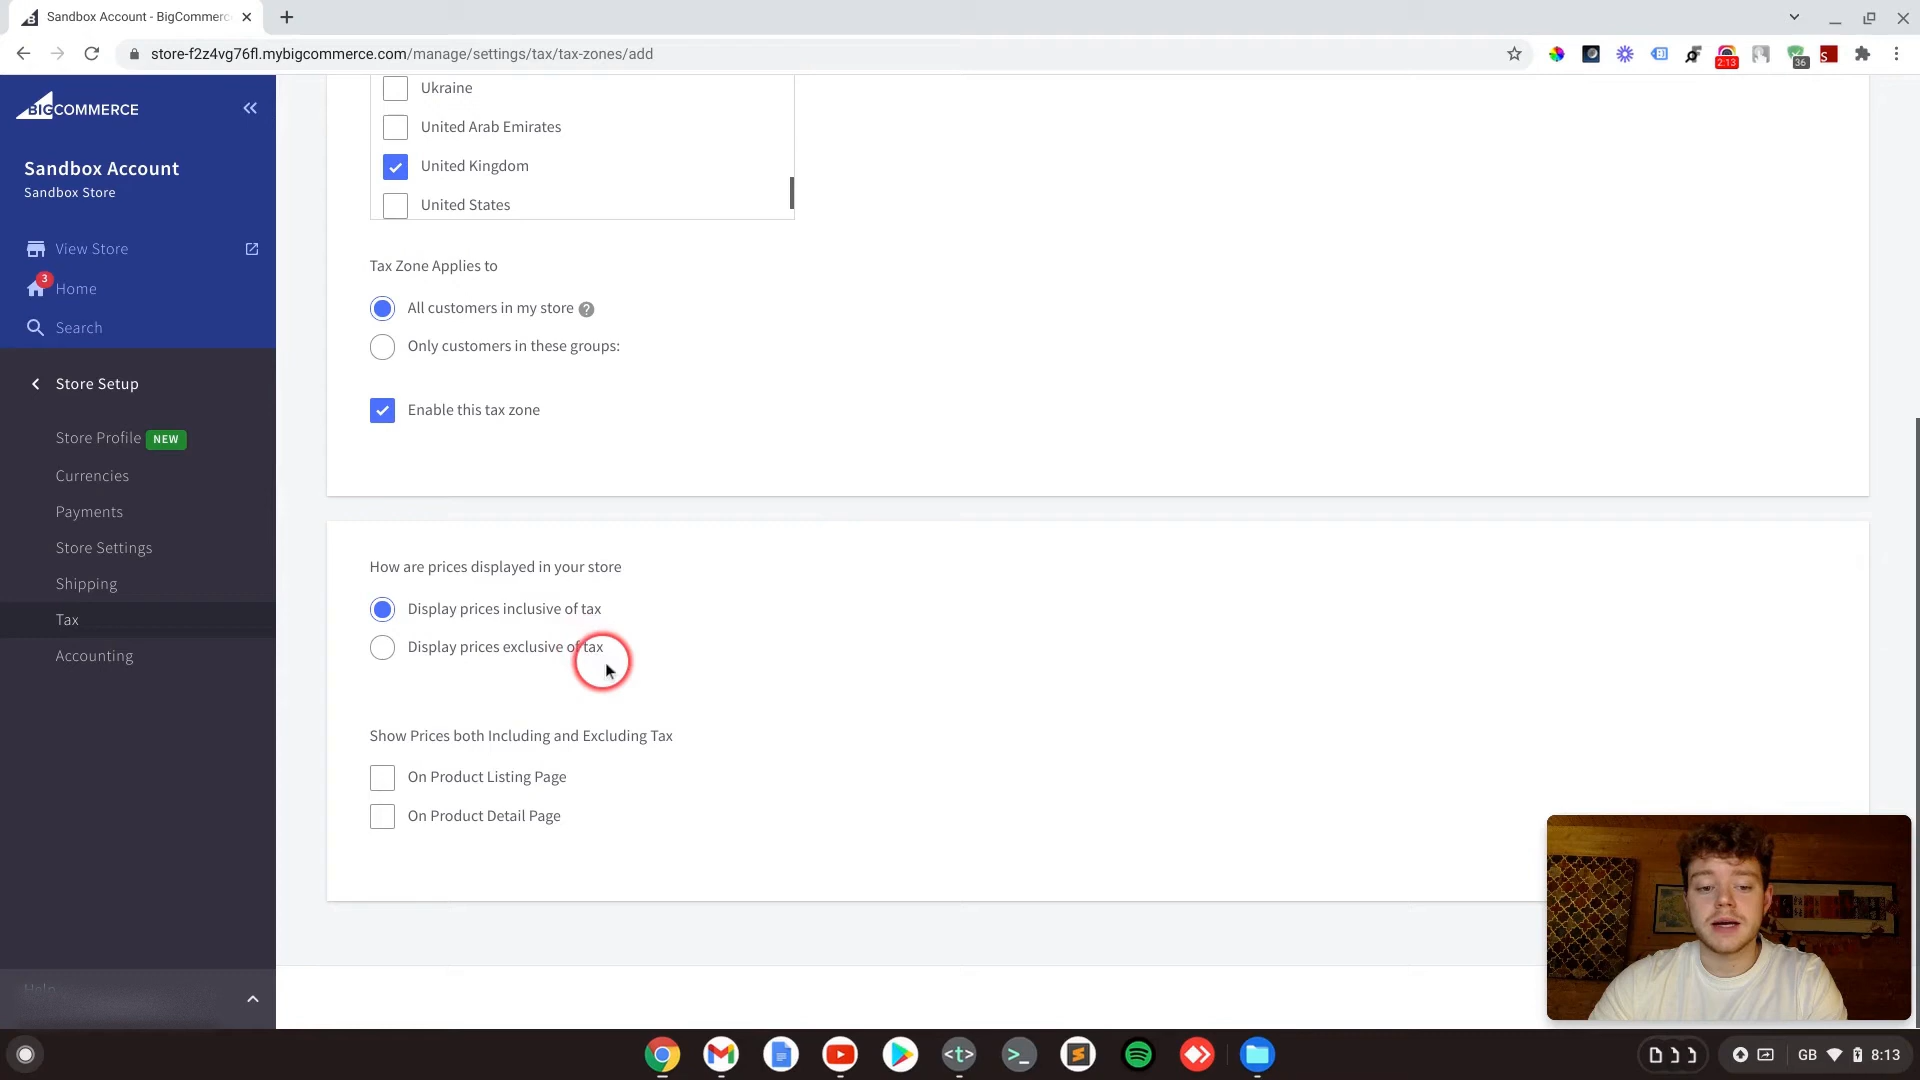 Sandbox Account - BigCommerc
store-f2z4vg76fl.mybigcommerce.com/manage/settings/tax/tax-zones/add
2:13
36
S
BIGCOMMERCE
Sandbox Account
Sandbox Store
View Store
3
Home
Search
Store Setup
Store Profile NEW
Currencies
Payments
Store Settings
Shipping
Tax
Accounting
Help
Ukraine
United Arab Emirates
United Kingdom
United States
Tax Zone Applies to
All customers in my store ?
Only customers in these groups:
Enable this tax zone
How are prices displayed in your store
Display prices inclusive of tax
Display prices exclusive of tax
Show Prices both Including and Excluding Tax
On Product Listing Page
On Product Detail Page
<t>
>_
GB
8:13